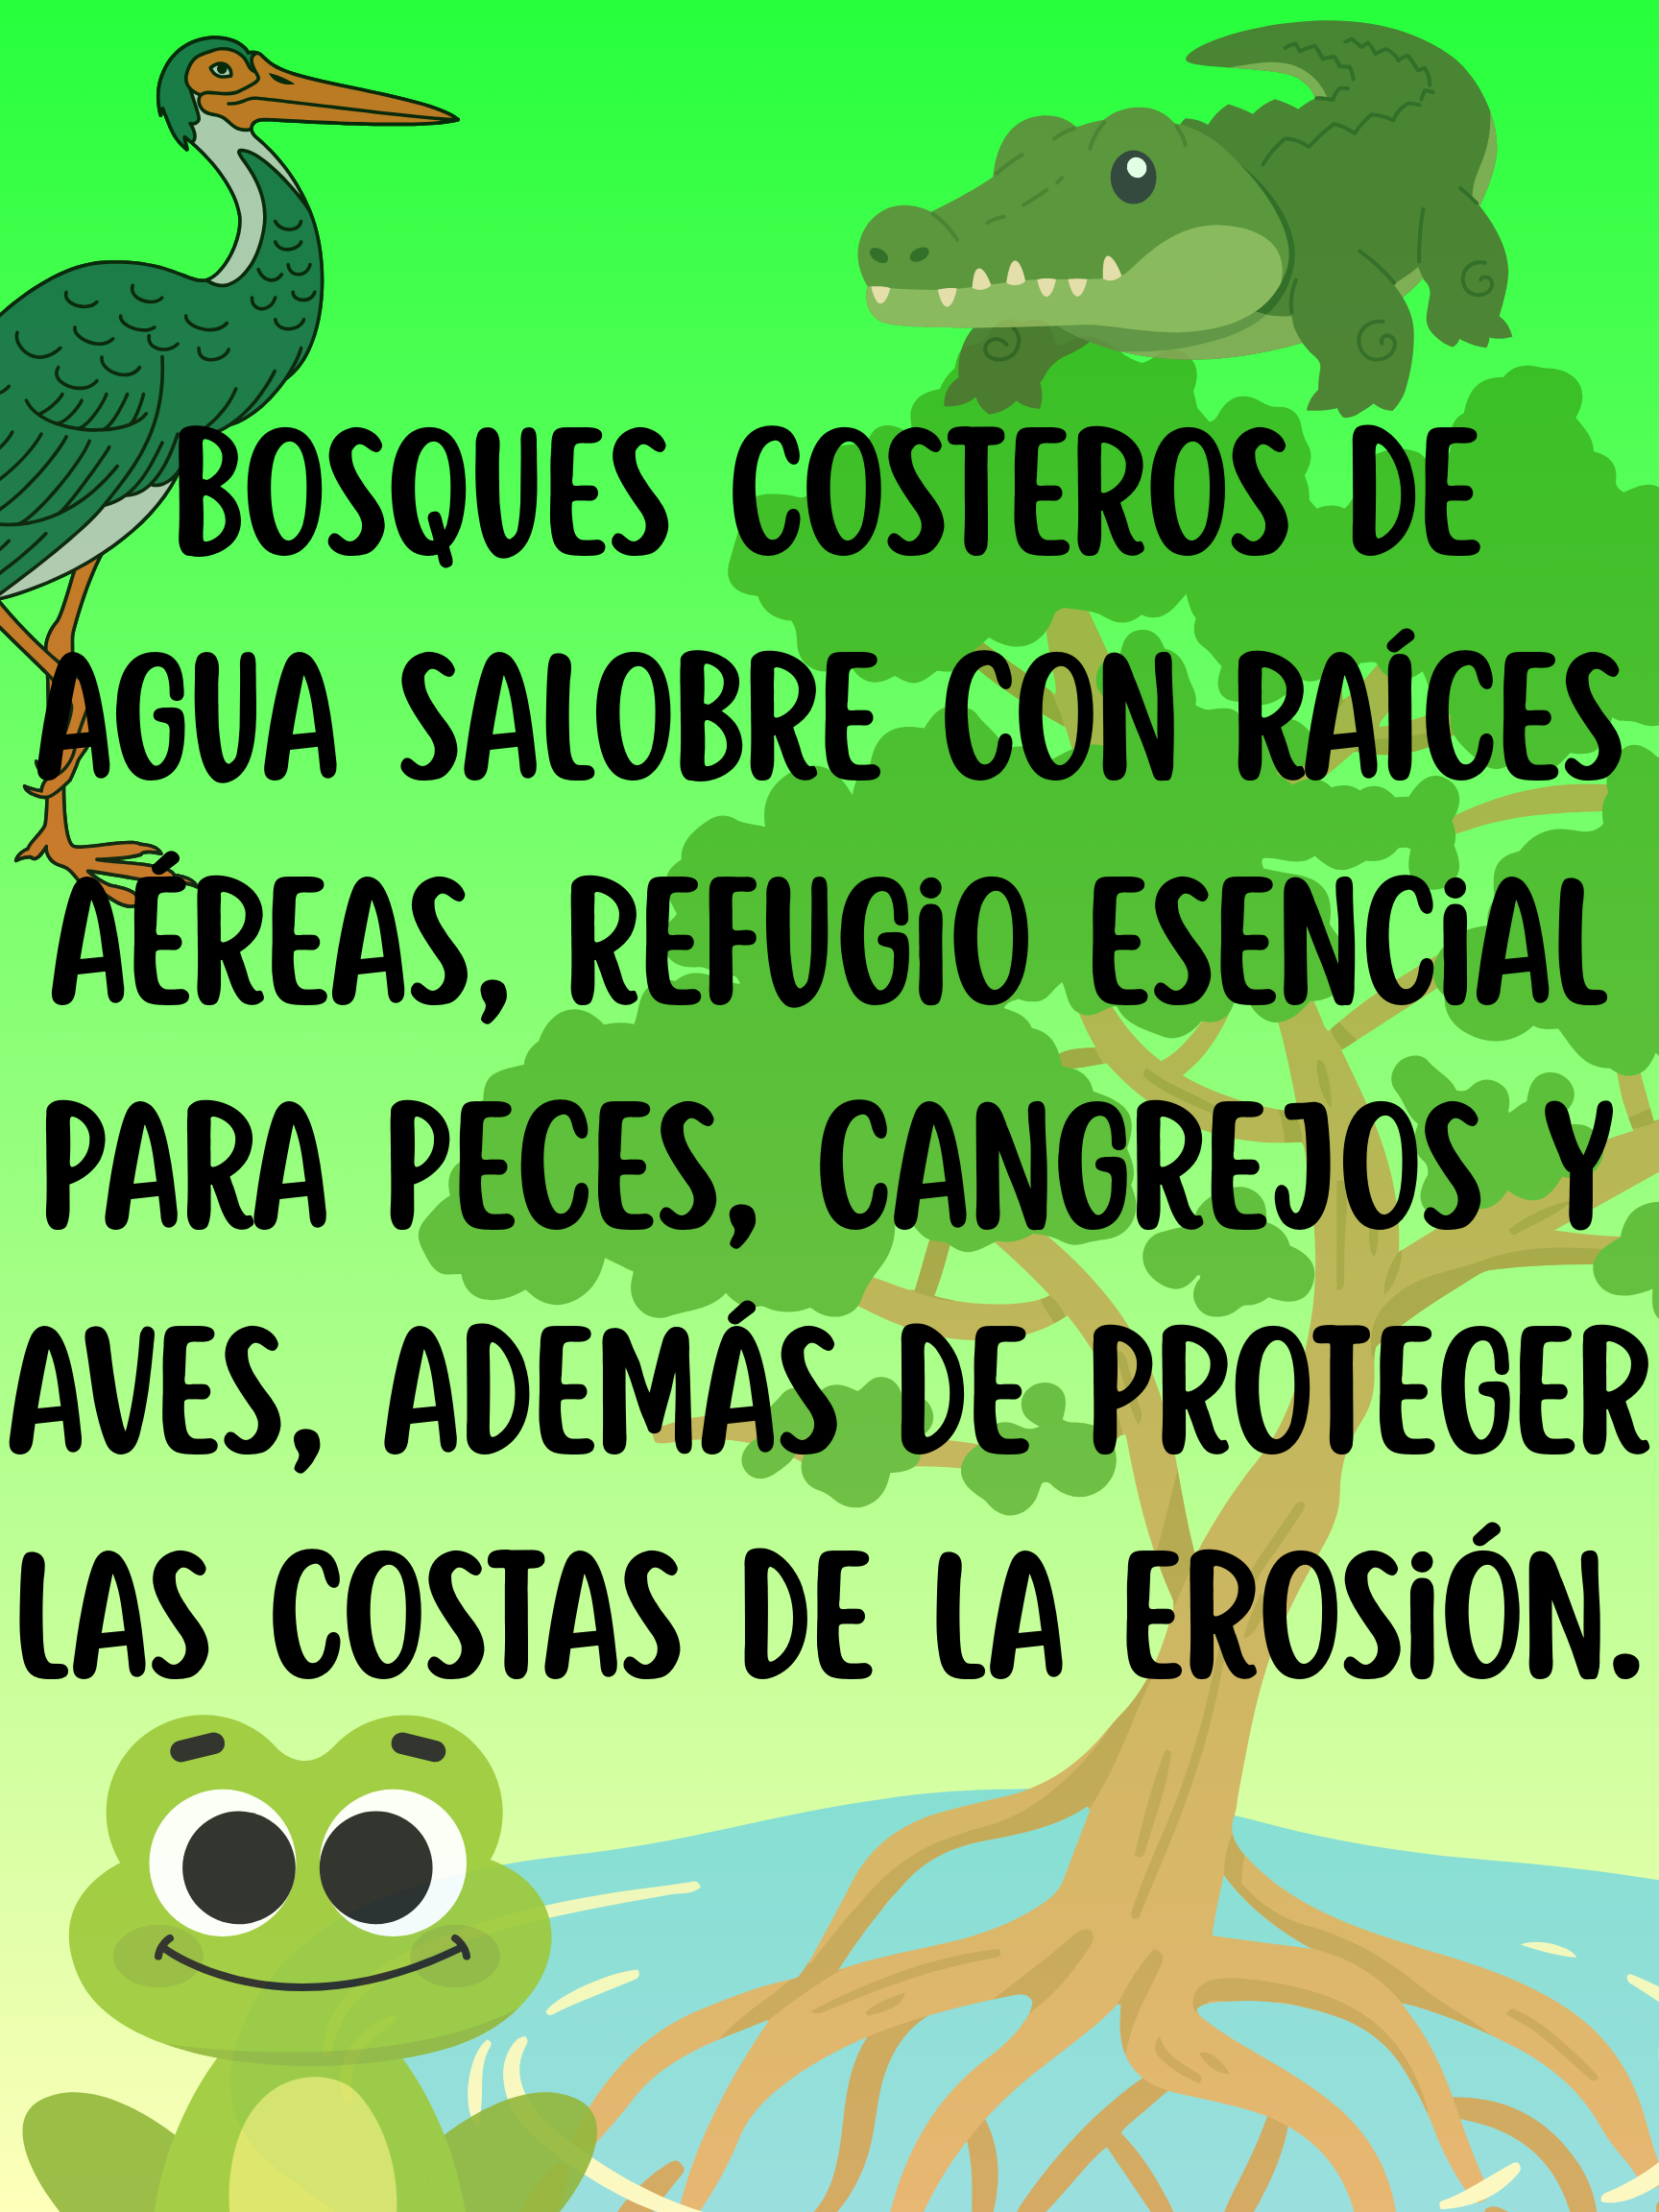 BOSQUES COSTEROS DE
AGUA SALOBRE CON RAÍCES
AÉREAS, REFUGIO ESENCIAL
PARA PECES, CANGREJOS Y
AVES, ADEMÁS DE PROTEGER
LAS COSTAS DE LA EROSIÓN.